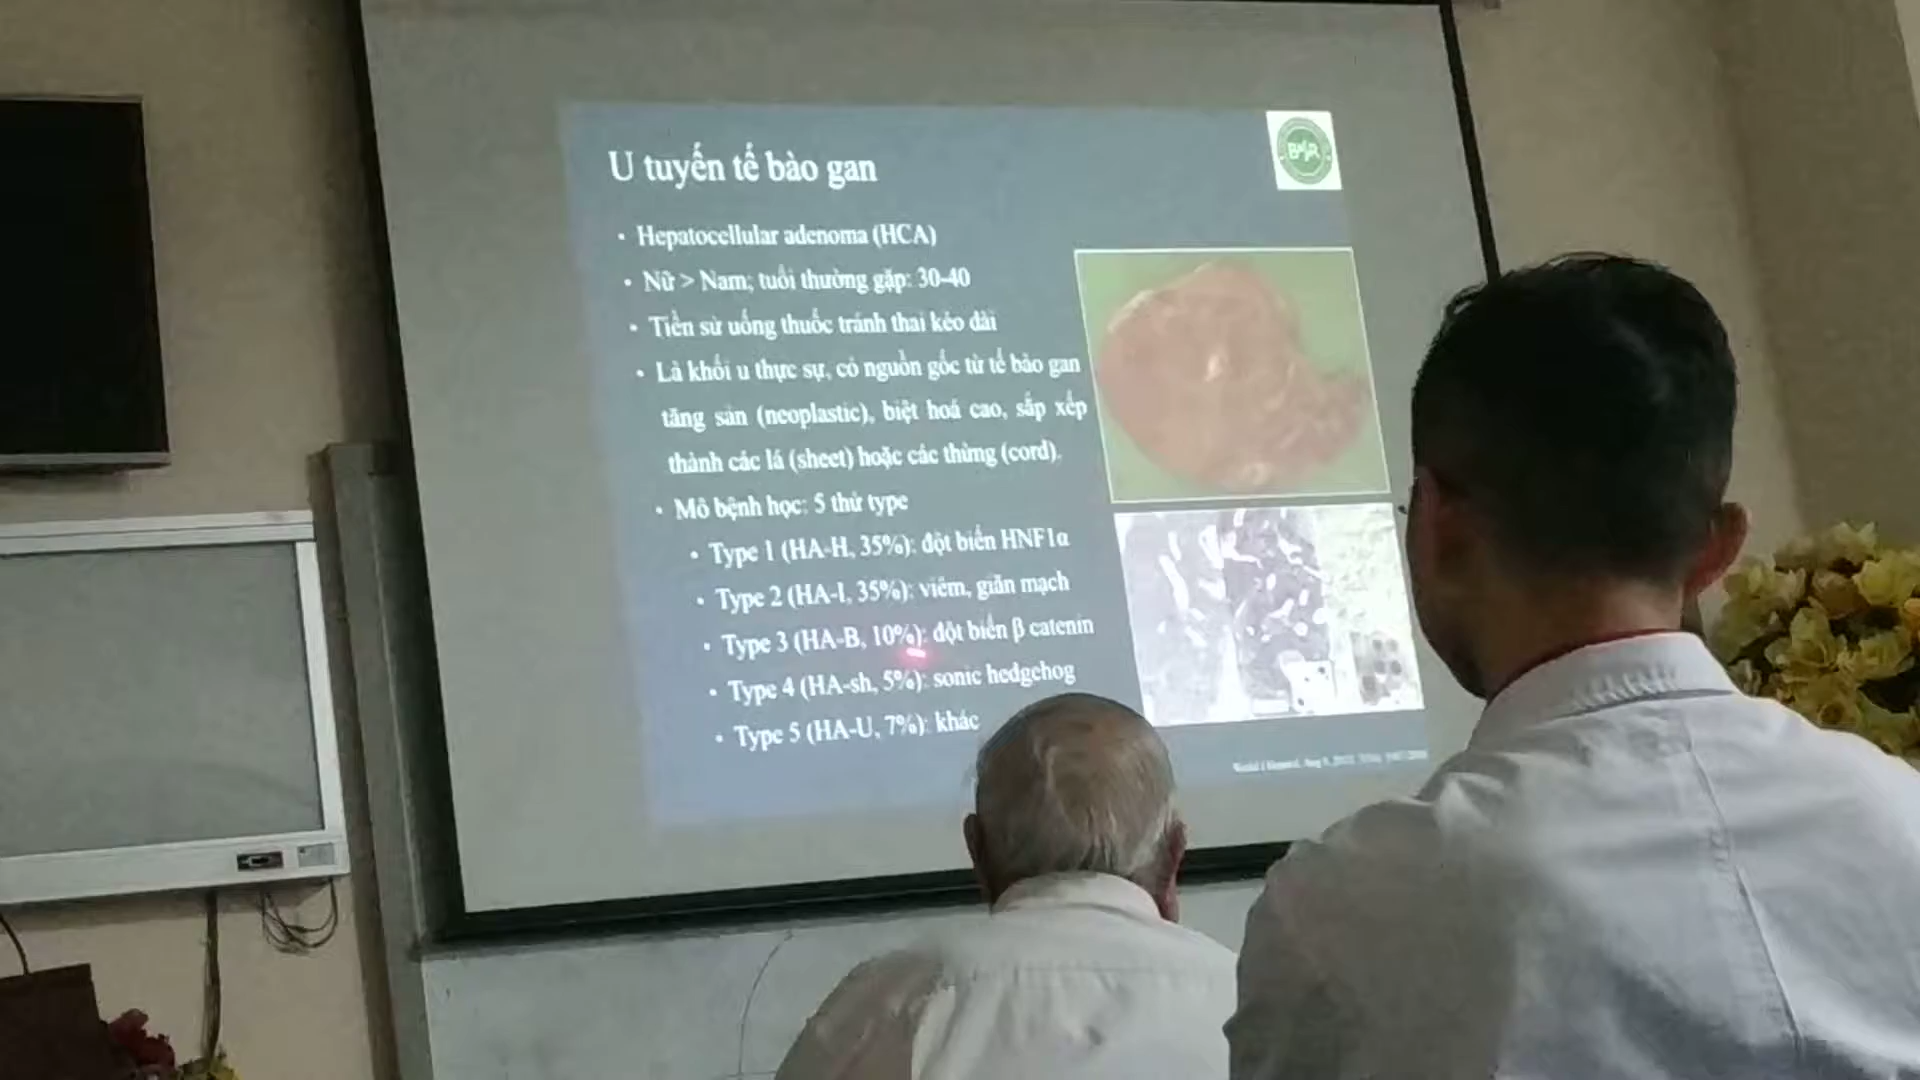 U tuyến tế bào gan
• Hepatocellular adenoma (HCA)
• Nữ > Nam; tuổi thường gặp: 30-40
• Tiền sử uống thuốc tránh thai kéo dài
• Là khối u thực sự, có nguồn gốc từ tế bào gan
tăng sản (neoplastic), biệt hoá cao, sắp xếp
thành các lá (sheet) hoặc các thừng (cord).
• Mô bệnh học: 5 thứ type
• Type 1 (HA-H, 35%): đột biến HNF1α
• Type 2 (HA-I, 35%): viêm, giãn mạch
• Type 3 (HA-B, 10%): đột biến β catenin
• Type 4 (HA-sh, 5%): sonic hedgehog
• Type 5 (HA-U, 7%): khác